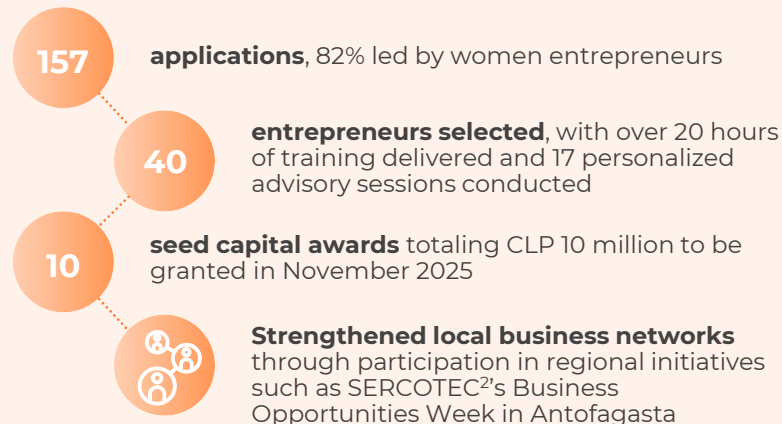 157
applications, 82% led by women entrepreneurs
40
entrepreneurs selected, with over 20 hours
of training delivered and 17 personalized
advisory sessions conducted
10
seed capital awards totaling CLP 10 million to be
granted in November 2025
Strengthened local business networks
through participation in regional initiatives
such as SERCOTEC²'s Business
Opportunities Week in Antofagasta